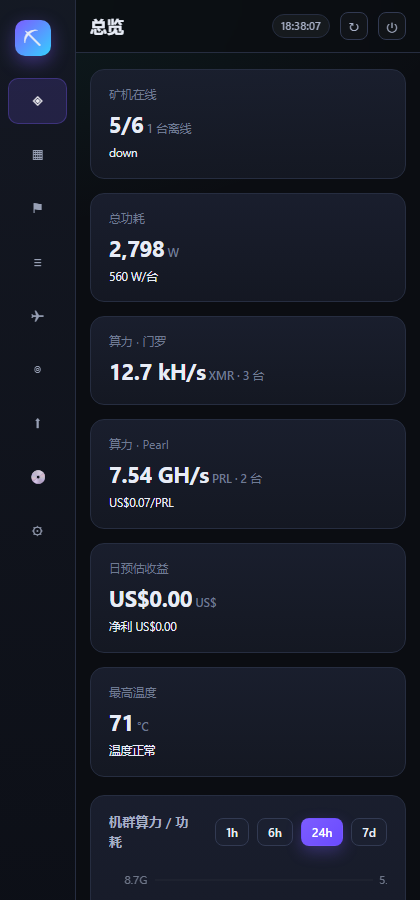 总览
18:38:07
矿机在线
5/6 1 台离线
down
总功耗
2,798 W
560 W/台
算力 · 门罗
12.7 kH/s XMR · 3 台
算力 · Pearl
7.54 GH/s PRL · 2 台
US$0.07/PRL
日预估收益
US$0.00 US$
净利 US$0.00
最高温度
71 °C
温度正常
机群算力 / 功
耗
1h 6h 24h 7d
8.7G 5.